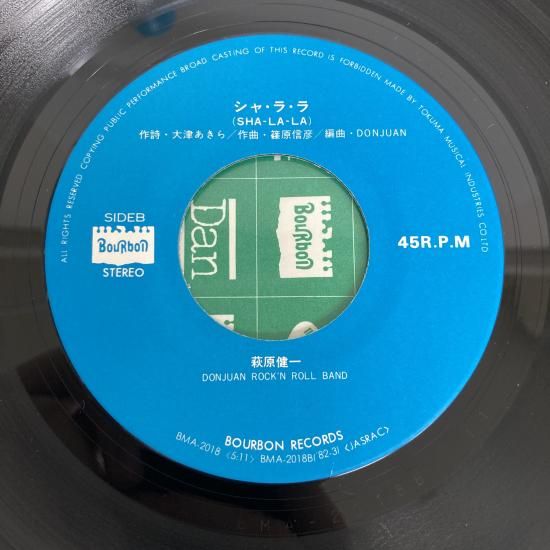 ALL RIGHTS RESERVED COPYING PUBLIC PERFORMANCE BROAD CASTING OF THIS RECORD IS FORBIDDEN MADE BY TOKUMA MUSICAL INDUSTRIES CO LTD
シャ・ラ・ラ
(SHA-LA-LA)
作詩・大津あきら/作曲・篠原信彦/編曲・DONJUAN
SIDEB
BouRboN
STEREO
45R.P.M
Dan
BouRboN
萩原健一
DONJUAN ROCK'N ROLL BAND
BOURBON RECORDS
BMA-2018 <5:11> BMA-2018B('82.3) <JASRAC>